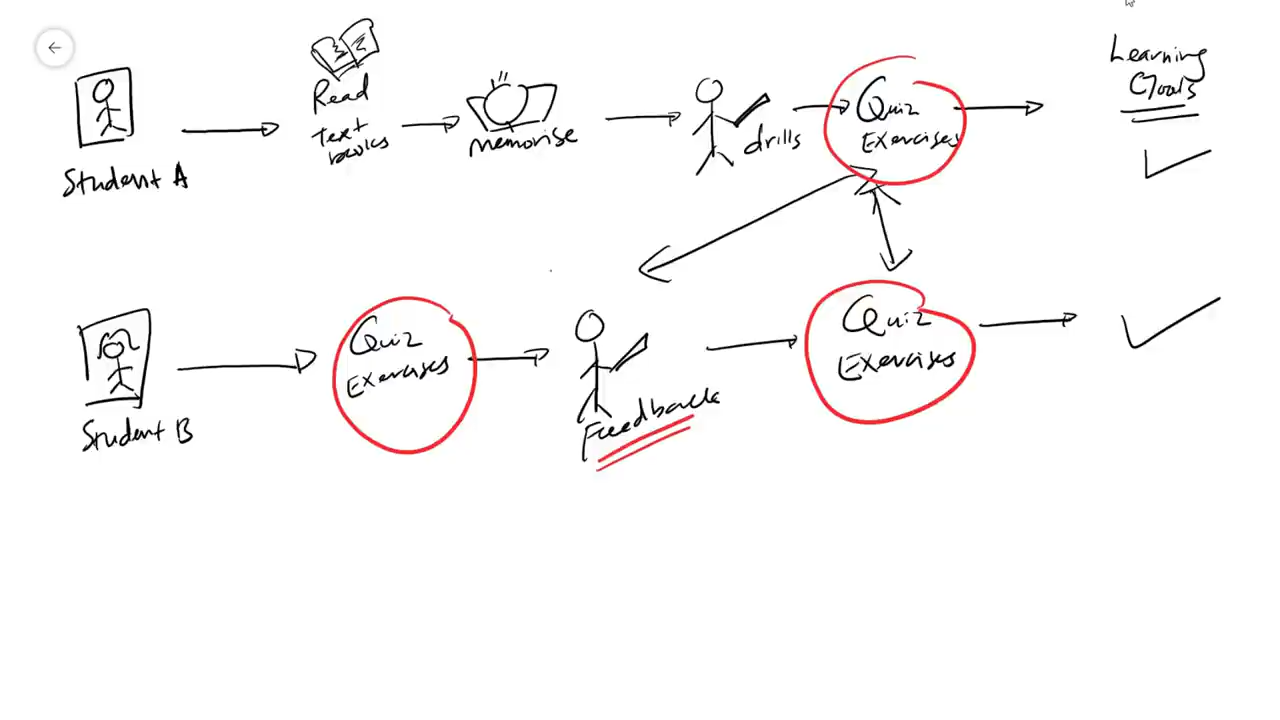 Read
Text
books
Memorise
drills
Quiz
Exercises
Learning
Goals
Student A
Quiz
Exercises
Feedback
Quiz
Exercises
Student B